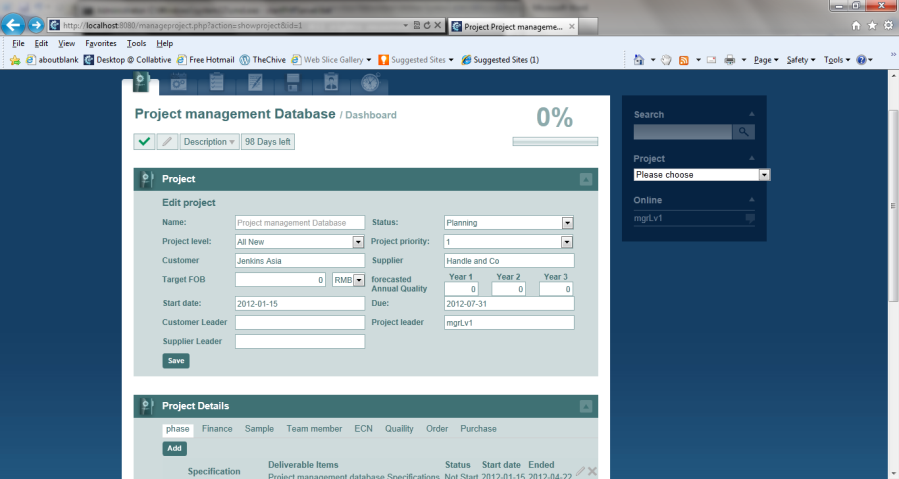 http://localhost:8080/manageproject.php?action=showproject&id=1
Project Project manageme...
File Edit View Favorites Tools Help
aboutblank Desktop @ Collabtive Free Hotmail TheChive Web Slice Gallery Suggested Sites Suggested Sites (1)
Page Safety Tools
Project management Database / Dashboard
0%
Description 98 Days left
Project
Edit project
Name: Project management Database Status: Planning
Project level: All New Project priority: 1
Customer Jenkins Asia Supplier Handle and Co
Target FOB 0 RMB forecasted Annual Quality Year 1 Year 2 Year 3
0 0 0
Start date: 2012-01-15 Due: 2012-07-31
Customer Leader Project leader mgrLv1
Supplier Leader
Save
Project Details
phase Finance Sample Team member ECN Quaility Order Purchase
Add
Specification Deliverable Items Status Start date Ended
Project management database Specifications Not Start 2012-01-15 2012-04-22
Search
Project
Please choose
Online
mgrLv1